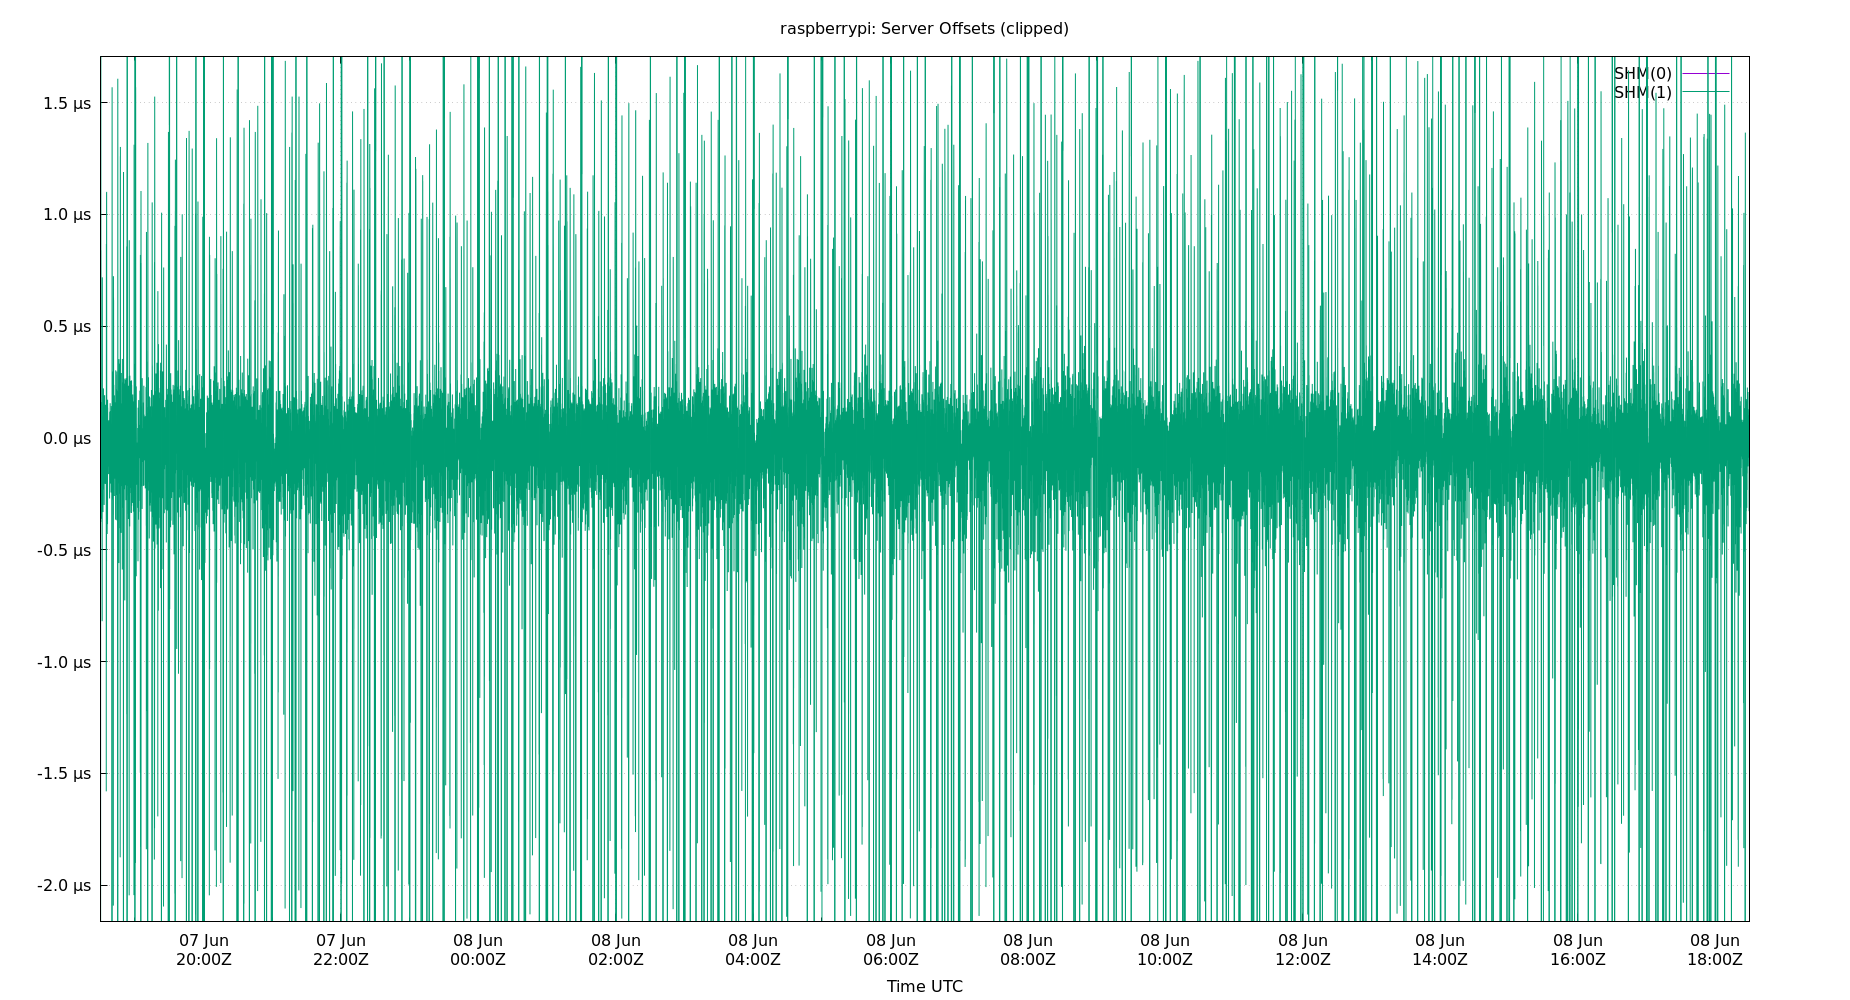 raspberrypi: Server Offsets (clipped)
SHM(0)
SHM(1)
1.5 µs
1.0 µs
0.5 µs
0.0 µs
-0.5 µs
-1.0 µs
-1.5 µs
-2.0 µs
07 Jun 07 Jun 08 Jun 08 Jun 08 Jun 08 Jun 08 Jun 08 Jun 08 Jun 08 Jun 08 Jun 08 Jun
20:00Z 22:00Z 00:00Z 02:00Z 04:00Z 06:00Z 08:00Z 10:00Z 12:00Z 14:00Z 16:00Z 18:00Z
Time UTC